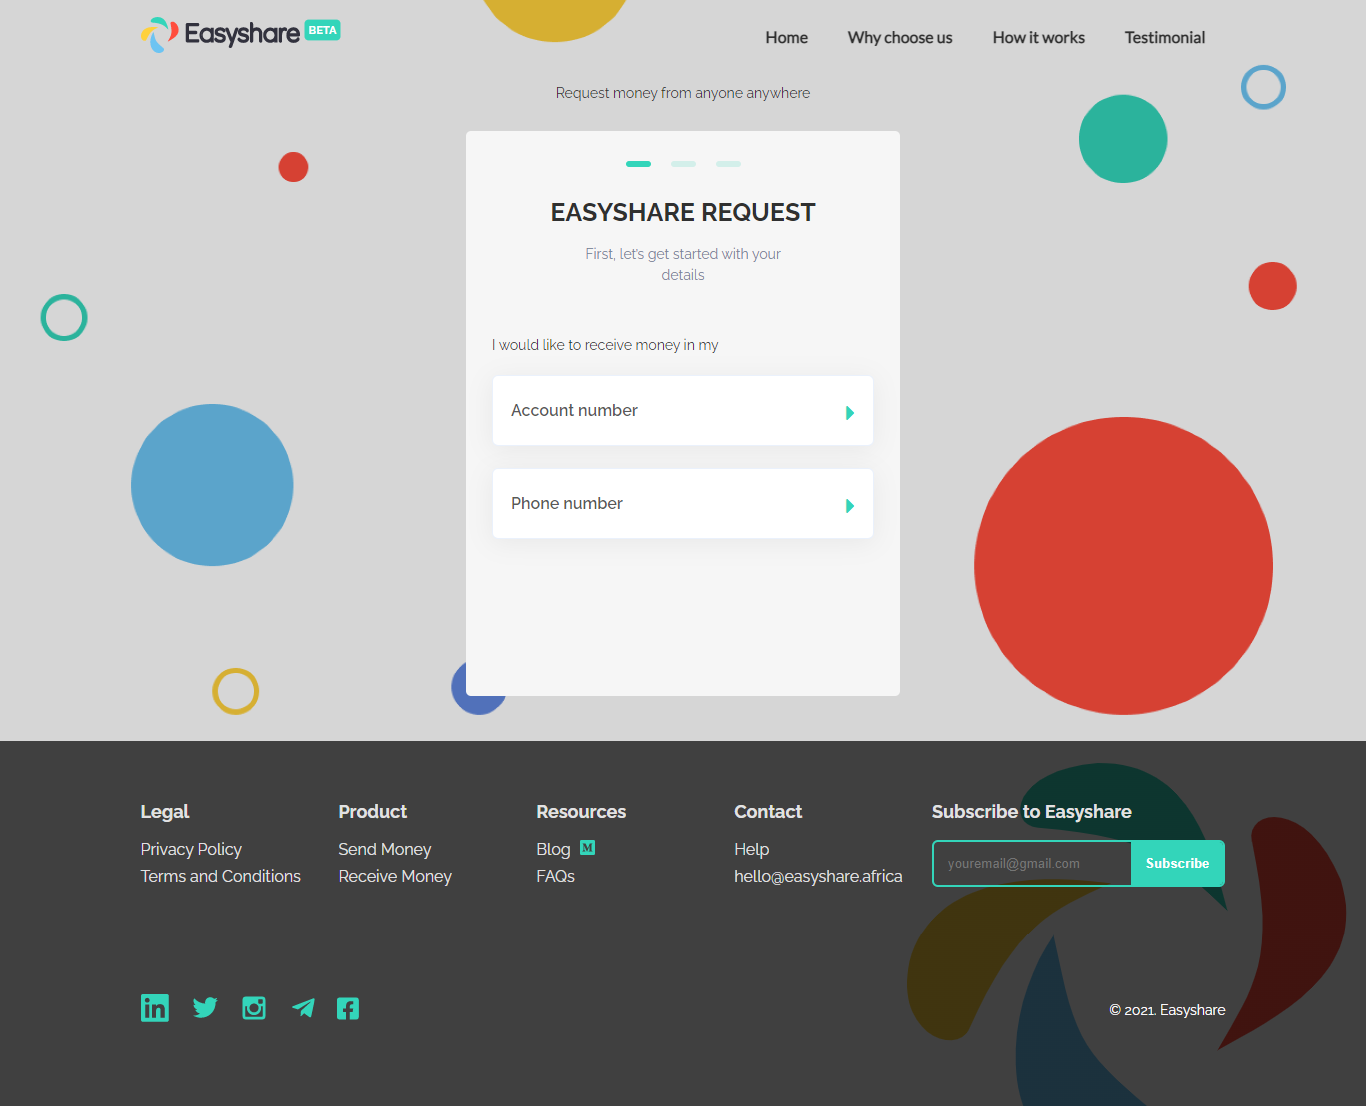 Easyshare BETA
Home Why choose us How it works Testimonial
Request money from anyone anywhere
EASYSHARE REQUEST
First, let's get started with your
details
I would like to receive money in my
Account number
Phone number
Legal
Privacy Policy
Terms and Conditions
Product
Send Money
Receive Money
Resources
Blog M
FAQs
Contact
Help
hello@easyshare.africa
Subscribe to Easyshare
youremail@gmail.com Subscribe
in
© 2021. Easyshare